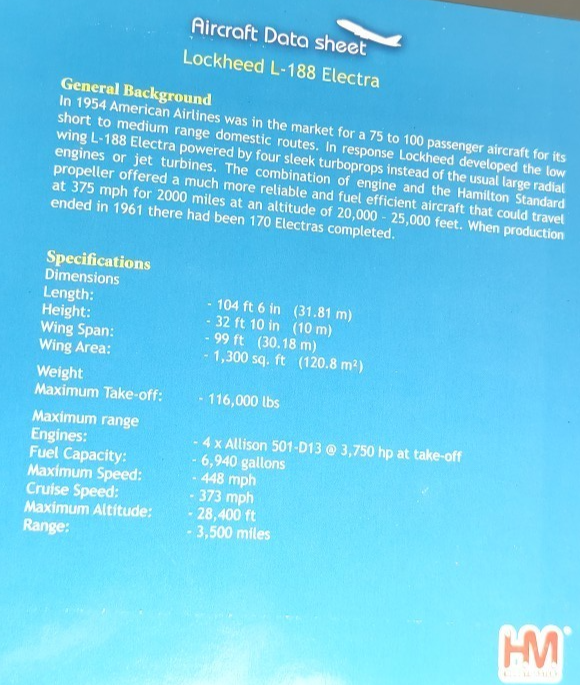 Aircraft Data sheet
Lockheed L-188 Electra
General Background
In 1954 American Airlines was in the market for a 75 to 100 passenger aircraft for its
short to medium range domestic routes. In response Lockheed developed the low
wing L-188 Electra powered by four sleek turboprops instead of the usual large radial
engines or jet turbines. The combination of engine and the Hamilton Standard
propeller offered a much more reliable and fuel efficient aircraft that could travel
at 375 mph for 2000 miles at an altitude of 20,000 - 25,000 feet. When production
ended in 1961 there had been 170 Electras completed.
Specifications
Dimensions
Length: - 104 ft 6 in (31.81 m)
Height: - 32 ft 10 in (10 m)
Wing Span: - 99 ft (30.18 m)
Wing Area: - 1,300 sq. ft (120.8 m²)
Weight
Maximum Take-off: - 116,000 lbs
Maximum range
Engines: - 4 x Allison 501-D13 @ 3,750 hp at take-off
Fuel Capacity: - 6,940 gallons
Maximum Speed: - 448 mph
Cruise Speed: - 373 mph
Maximum Altitude: - 28,400 ft
Range: - 3,500 miles
HM